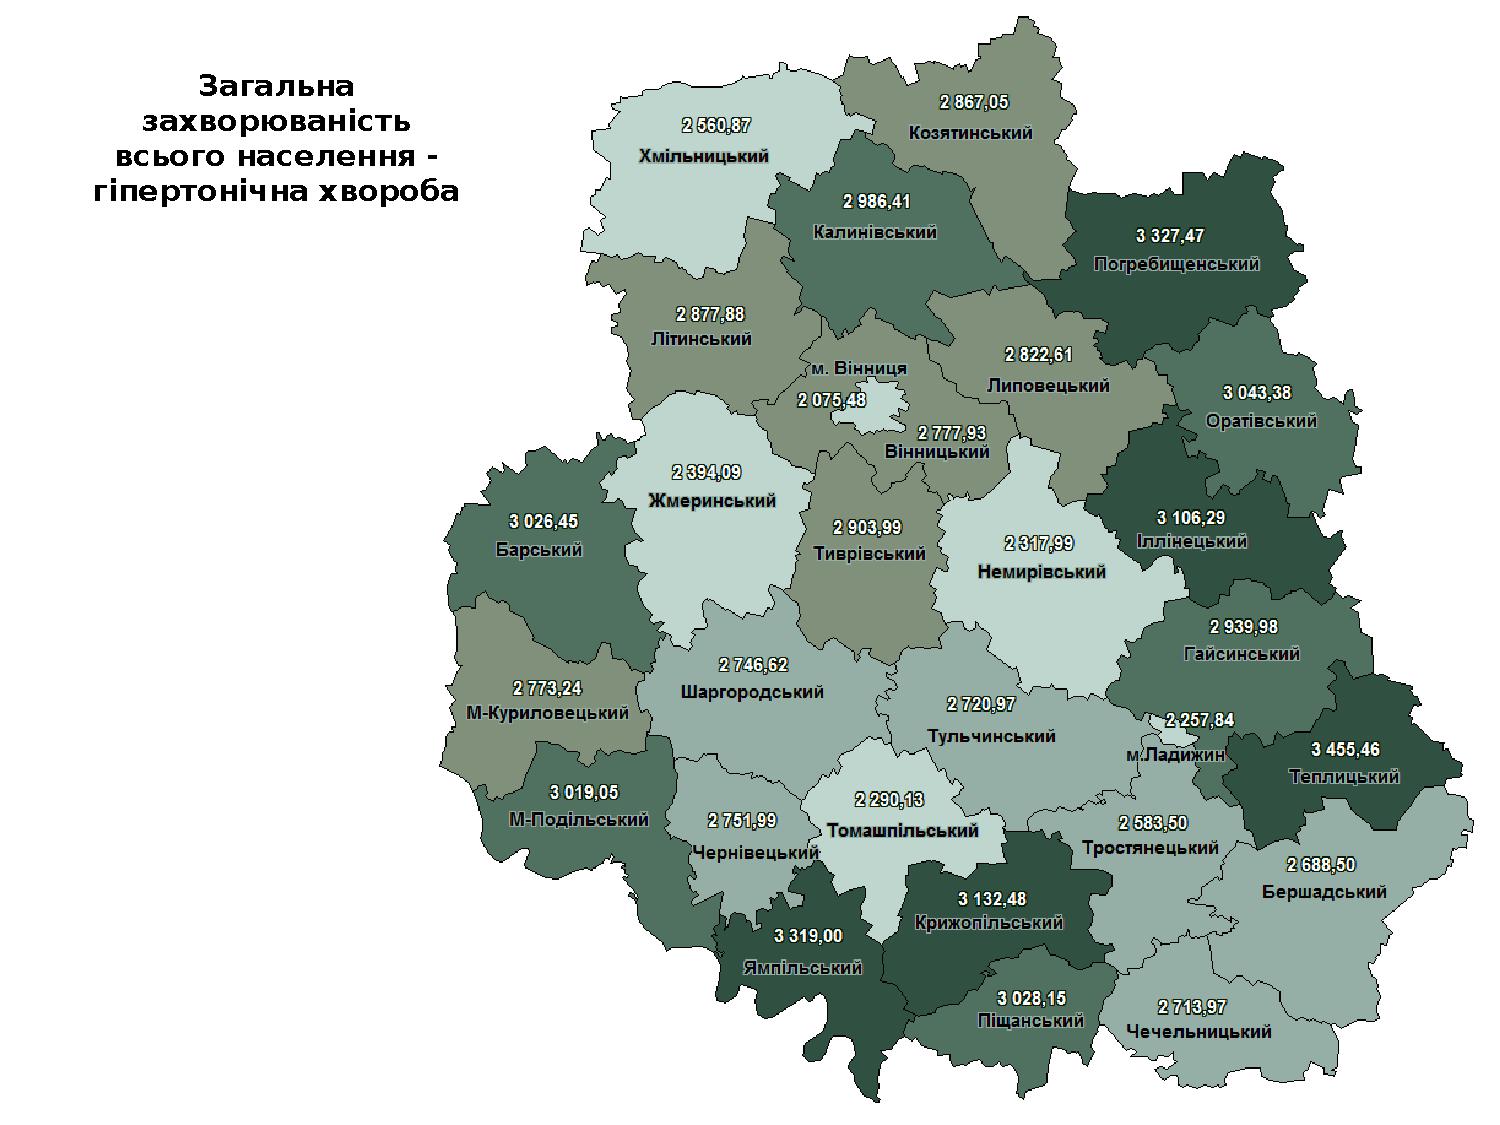 Загальна
захворюваність
всього населення -
гіпертонічна хвороба
2 867,05
Козятинський
2 560,87
Хмільницький
2 986,41
Калинівський
3 327,47
Погребищенський
2 877,88
Літинський
2 822,61
Липовецький
м. Вінниця
2 075,48
3 043,38
Оратівський
2 777,93
Вінницький
2 394,09
Жмеринський
3 026,45
Барський
2 903,99
Тиврівський
3 106,29
Іллінецький
2 317,99
Немирівський
2 939,98
Гайсинський
2 746,62
Шаргородський
2 773,24
М-Куриловецький
2 720,97
Тульчинський
2 257,84
м.Ладижин
3 455,46
Теплицький
3 019,05
М-Подільський
2 751,99
Чернівецький
2 290,13
Томашпільський
2 583,50
Тростянецький
2 688,50
Бершадський
3 132,48
Крижопільський
3 319,00
Ямпільський
3 028,15
Піщанський
2 713,97
Чечельницький